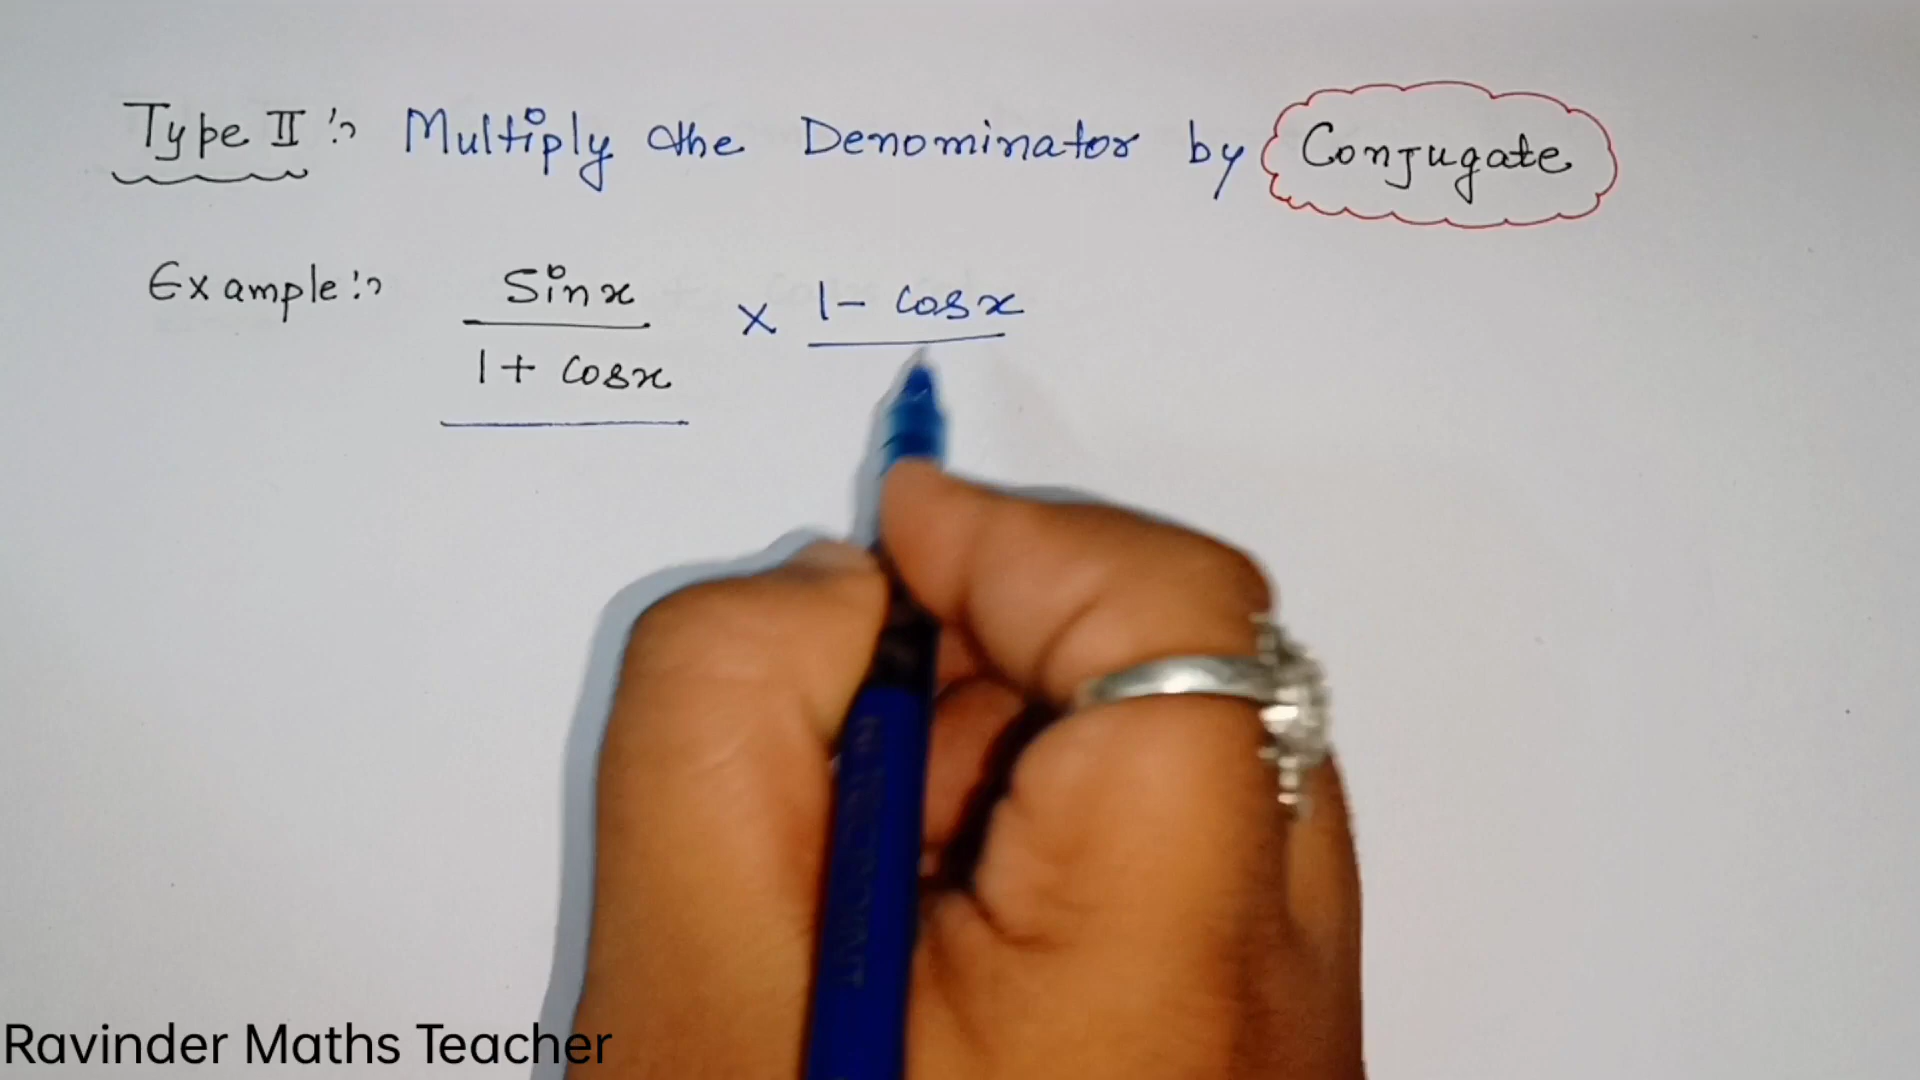 Type II :- Multiply the Denominator by Conjugate
Example :- Sinx / 1 + Cosx × 1 - Cosx
Ravinder Maths Teacher